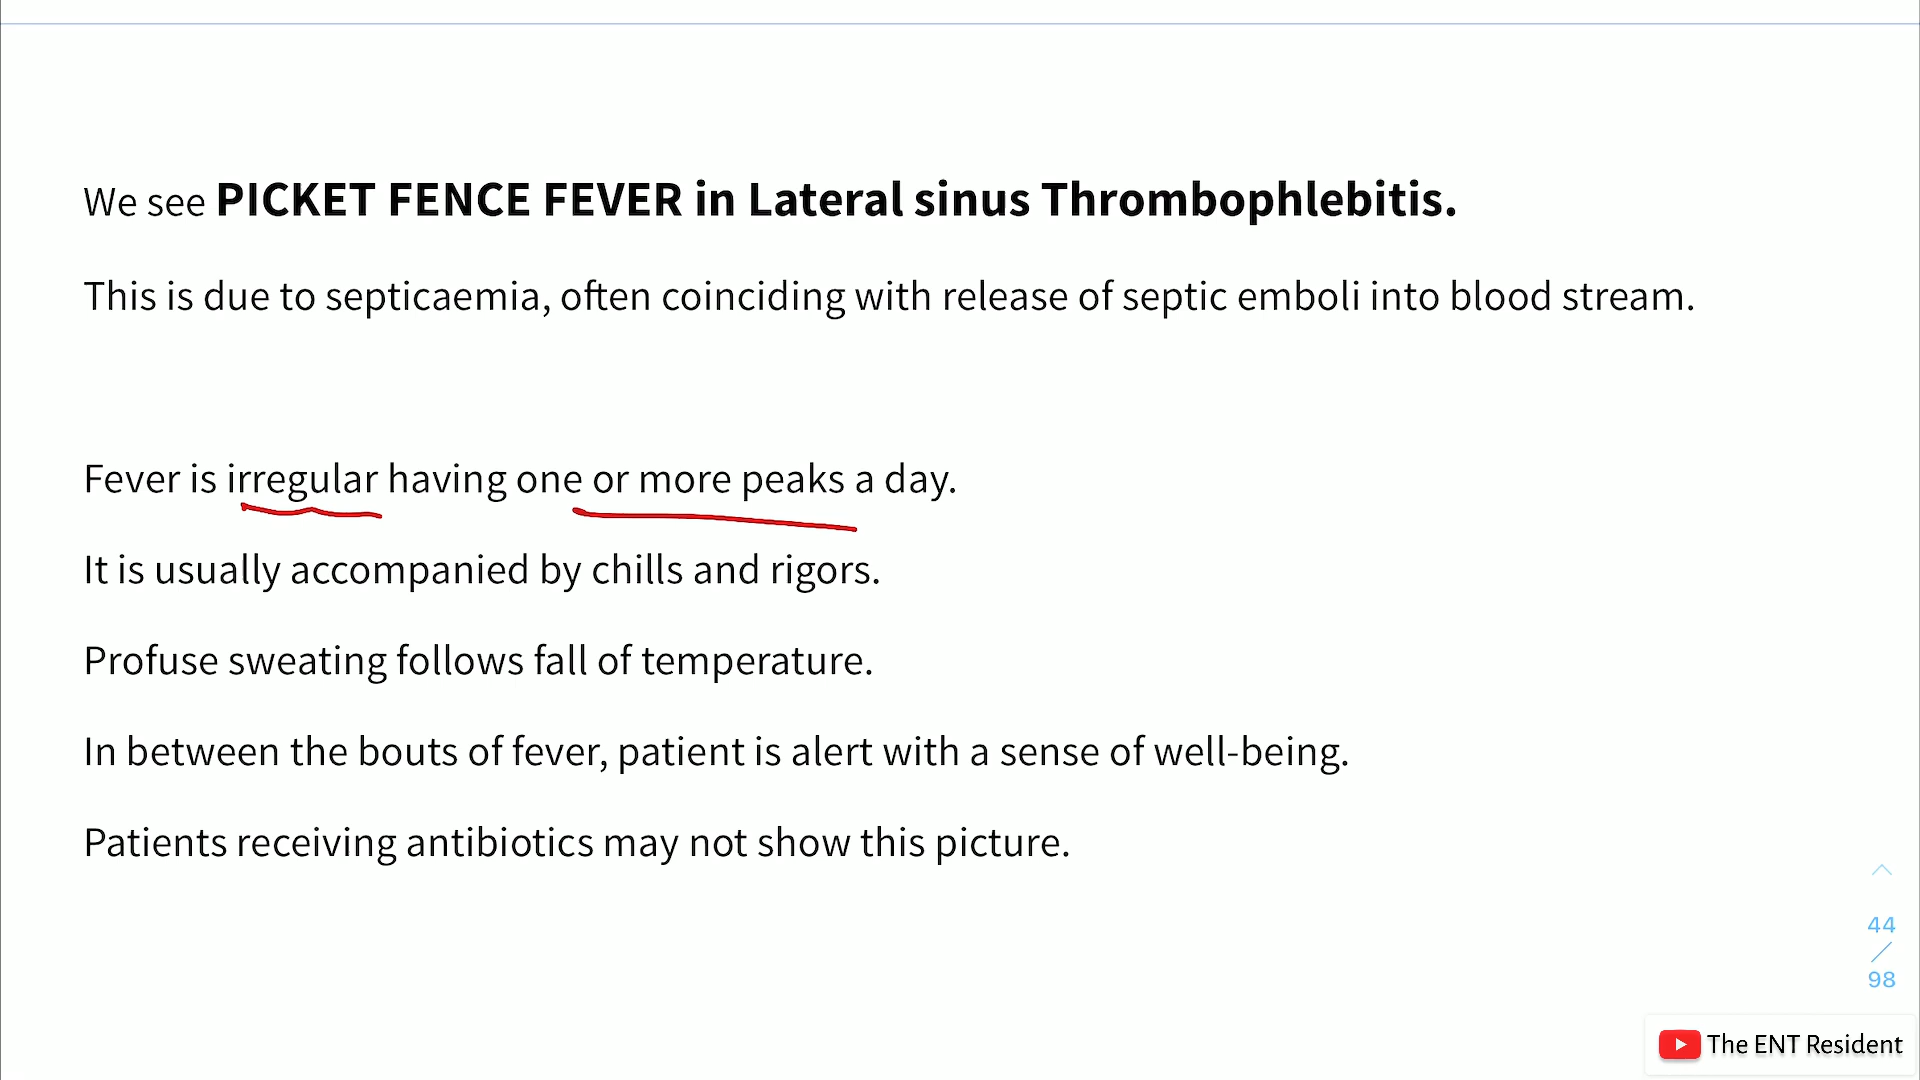 We see PICKET FENCE FEVER in Lateral sinus Thrombophlebitis.
This is due to septicaemia, often coinciding with release of septic emboli into blood stream.
Fever is irregular having one or more peaks a day.
It is usually accompanied by chills and rigors.
Profuse sweating follows fall of temperature.
In between the bouts of fever, patient is alert with a sense of well-being.
Patients receiving antibiotics may not show this picture.
44
/
98
The ENT Resident